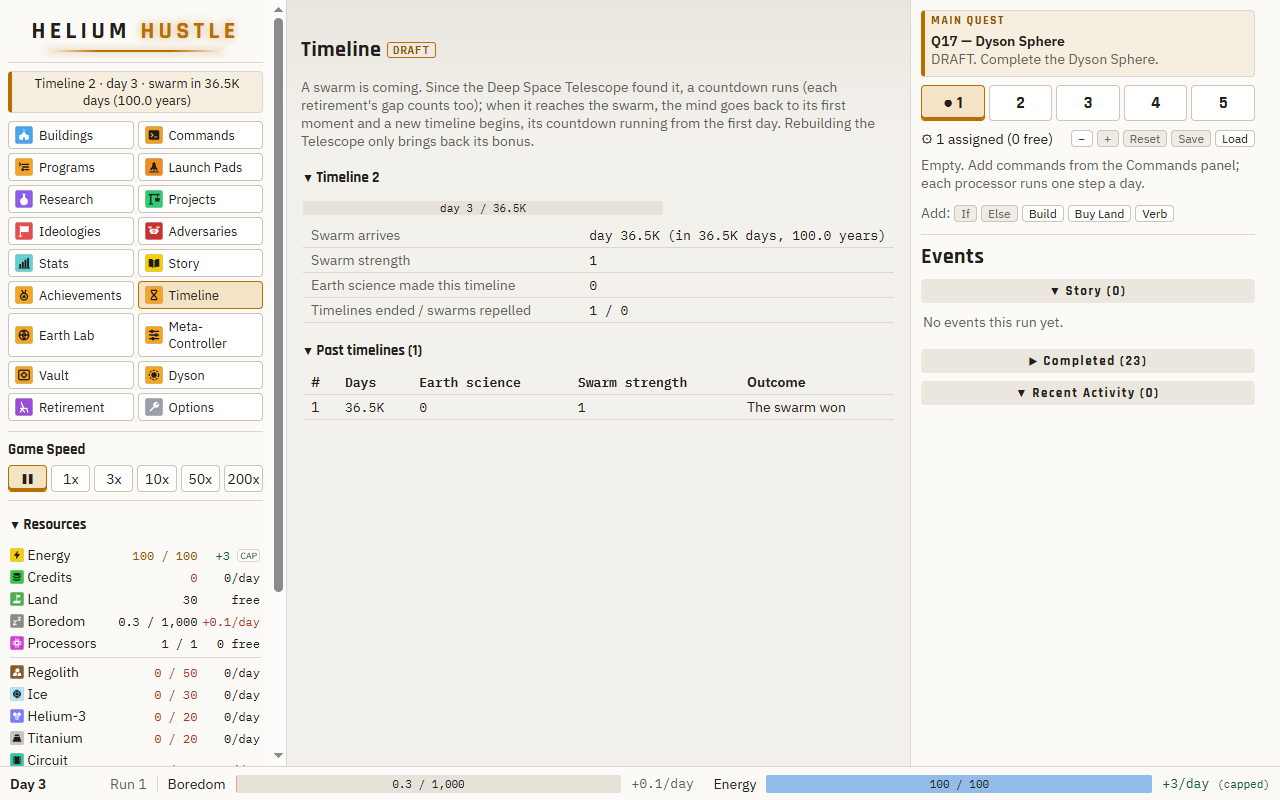 HELIUM HUSTLE
Timeline 2 · day 3 · swarm in 36.5K
days (100.0 years)
Buildings
Commands
Programs
Launch Pads
Research
Projects
Ideologies
Adversaries
Stats
Story
Achievements
Timeline
Earth Lab
Meta-
Controller
Vault
Dyson
Retirement
Options
Game Speed
1x 3x 10x 50x 200x
▼ Resources
Energy 100 / 100 +3 CAP
Credits 0 0/day
Land 30 free
Boredom 0.3 / 1,000 +0.1/day
Processors 1 / 1 0 free
Regolith 0 / 50 0/day
Ice 0 / 30 0/day
Helium-3 0 / 20 0/day
Titanium 0 / 20 0/day
Circuit
Timeline DRAFT
A swarm is coming. Since the Deep Space Telescope found it, a countdown runs (each
retirement's gap counts too); when it reaches the swarm, the mind goes back to its first
moment and a new timeline begins, its countdown running from the first day. Rebuilding the
Telescope only brings back its bonus.
▼ Timeline 2
day 3 / 36.5K
Swarm arrives day 36.5K (in 36.5K days, 100.0 years)
Swarm strength 1
Earth science made this timeline 0
Timelines ended / swarms repelled 1 / 0
▼ Past timelines (1)
# Days Earth science Swarm strength Outcome
1 36.5K 0 1 The swarm won
MAIN QUEST
Q17 — Dyson Sphere
DRAFT. Complete the Dyson Sphere.
● 1 2 3 4 5
⚙ 1 assigned (0 free) − + Reset Save Load
Empty. Add commands from the Commands panel;
each processor runs one step a day.
Add: If Else Build Buy Land Verb
Events
▼ Story (0)
No events this run yet.
▶ Completed (23)
▼ Recent Activity (0)
Day 3 Run 1 Boredom 0.3 / 1,000 +0.1/day Energy 100 / 100 +3/day (capped)